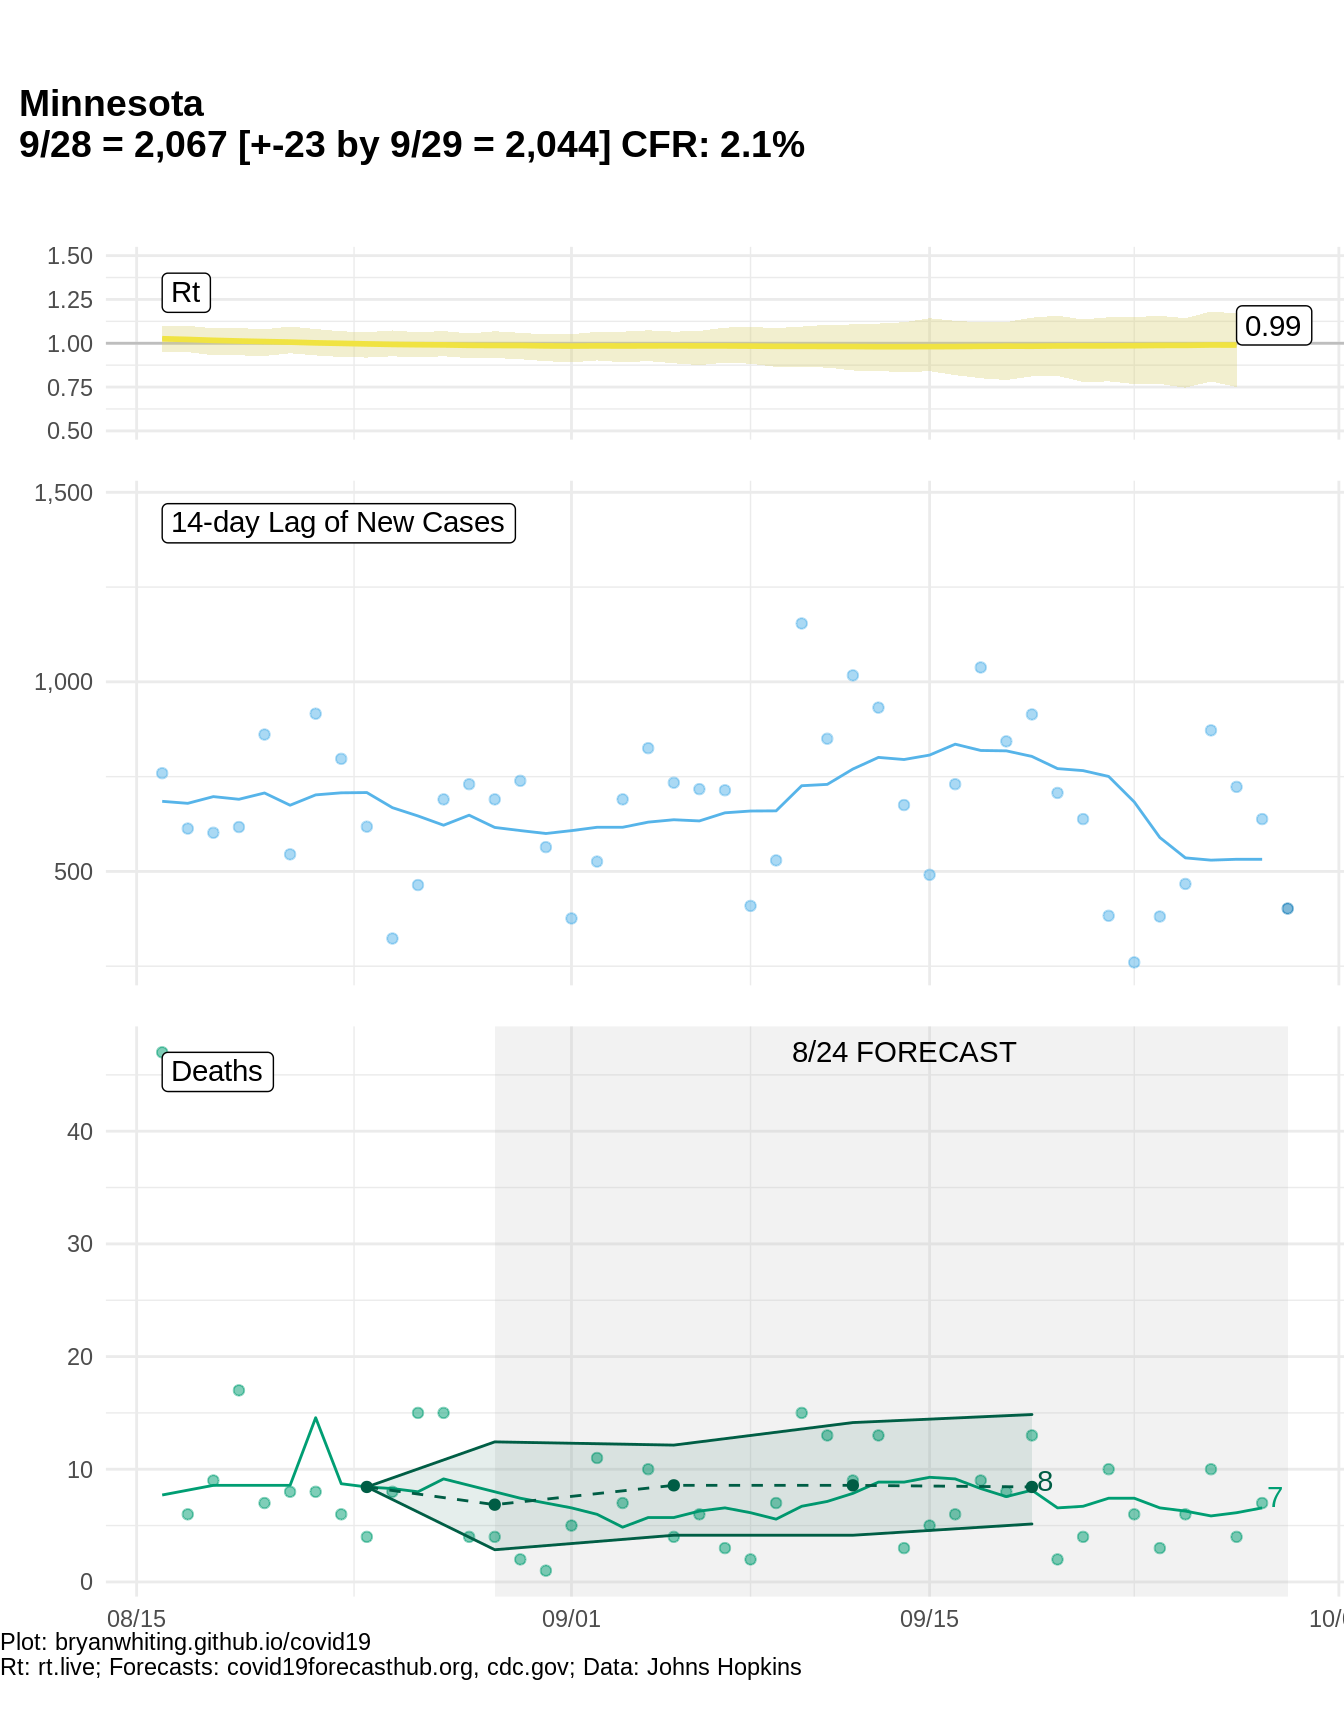 Minnesota
9/28 = 2,067 [+-23 by 9/29 = 2,044] CFR: 2.1%
1.50
Rt
1.25
0.99
1.00
0.75
0.50
1,500
14-day Lag of New Cases
1,000
500
8/24 FORECAST
Deaths
40
30
20
10
8
7
0
08/15
09/01
09/15
10/
Plot: bryanwhiting.github.io/covid19
Rt: rt.live; Forecasts: covid19forecasthub.org, cdc.gov; Data: Johns Hopkins